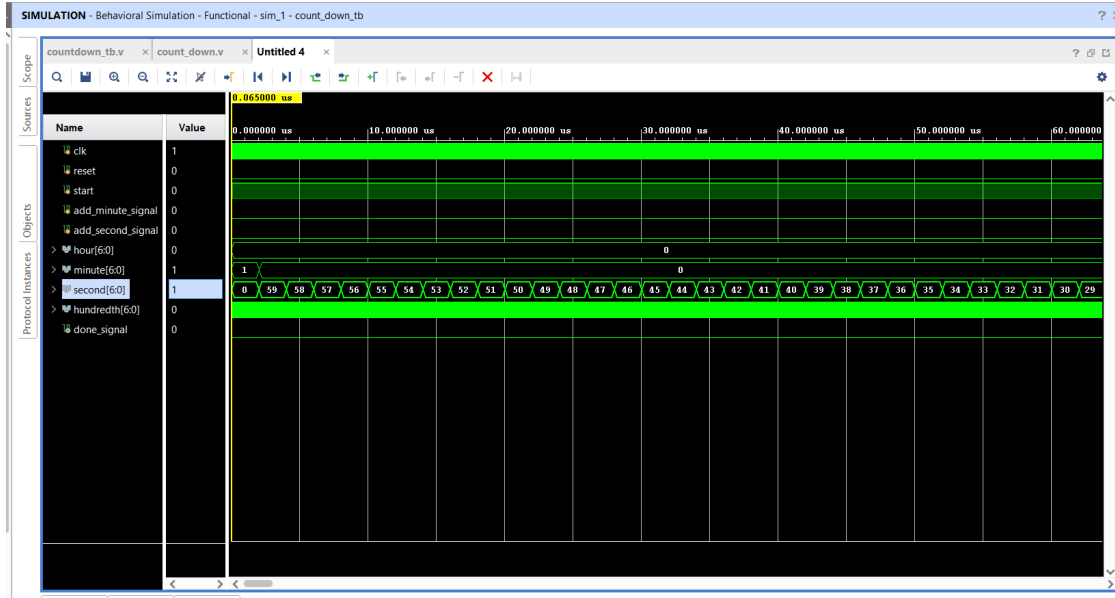 SIMULATION - Behavioral Simulation - Functional - sim_1 - count_down_tb ?
countdown_tb.v × count_down.v × Untitled 4 × ?
Scope
Sources
Objects
Protocol Instances
0.065000 us
Name Value 0.000000 us 10.000000 us 20.000000 us 30.000000 us 40.000000 us 50.000000 us 60.000000
clk 1
reset 0
start 0
add_minute_signal 0
add_second_signal 0
> hour[6:0] 0 0
> minute[6:0] 1 1 0
> second[6:0] 1 0 59 58 57 56 55 54 53 52 51 50 49 48 47 46 45 44 43 42 41 40 39 38 37 36 35 34 33 32 31 30 29
> hundredth[6:0] 0
done_signal 0